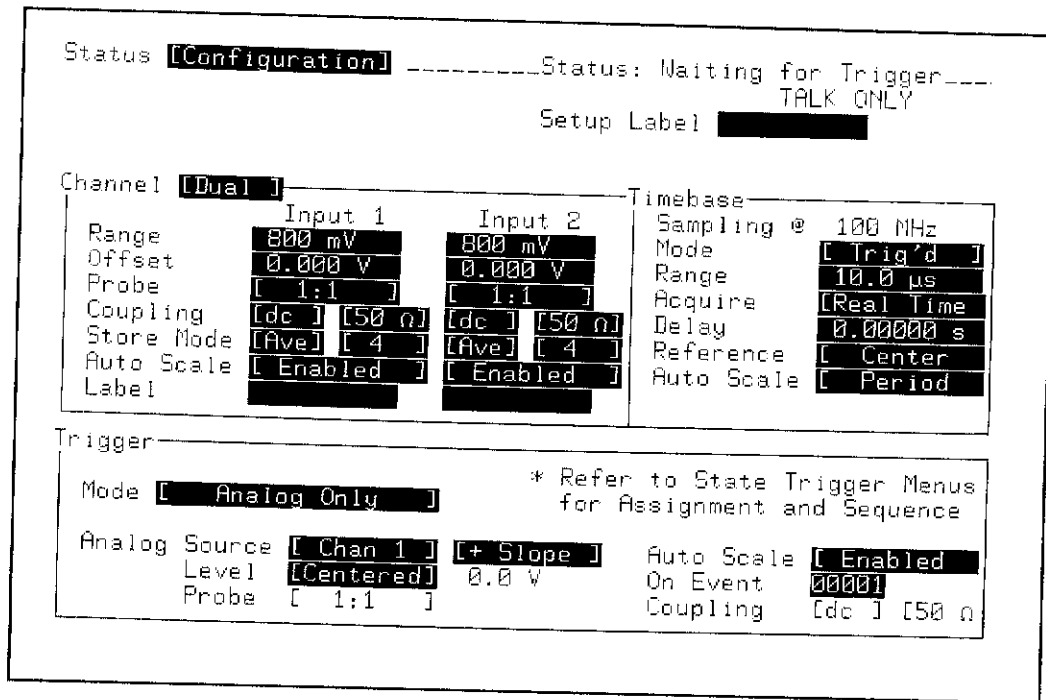 Status [Configuration] _________Status: Waiting for Trigger____
TALK ONLY
Setup Label
Channel [Dual ]
Input 1 Input 2
Range 800 mV 800 mV
Offset 0.000 V 0.000 V
Probe [ 1:1 ] [ 1:1 ]
Coupling [dc ] [50 Ω] [dc ] [50 Ω]
Store Mode [Ave] [ 4 ] [Ave] [ 4 ]
Auto Scale [ Enabled ] [ Enabled ]
Label
Timebase
Sampling @ 100 MHz
Mode [ Trig'd ]
Range 10.0 µs
Acquire [Real Time
Delay 0.00000 s
Reference [ Center
Auto Scale [ Period
Trigger
Mode [ Analog Only ]
* Refer to State Trigger Menus
for Assignment and Sequence
Analog Source [ Chan 1 ] [+ Slope ]
Level [Centered] 0.0 V
Probe [ 1:1 ]
Auto Scale [ Enabled
On Event 00001
Coupling [dc ] [50 Ω